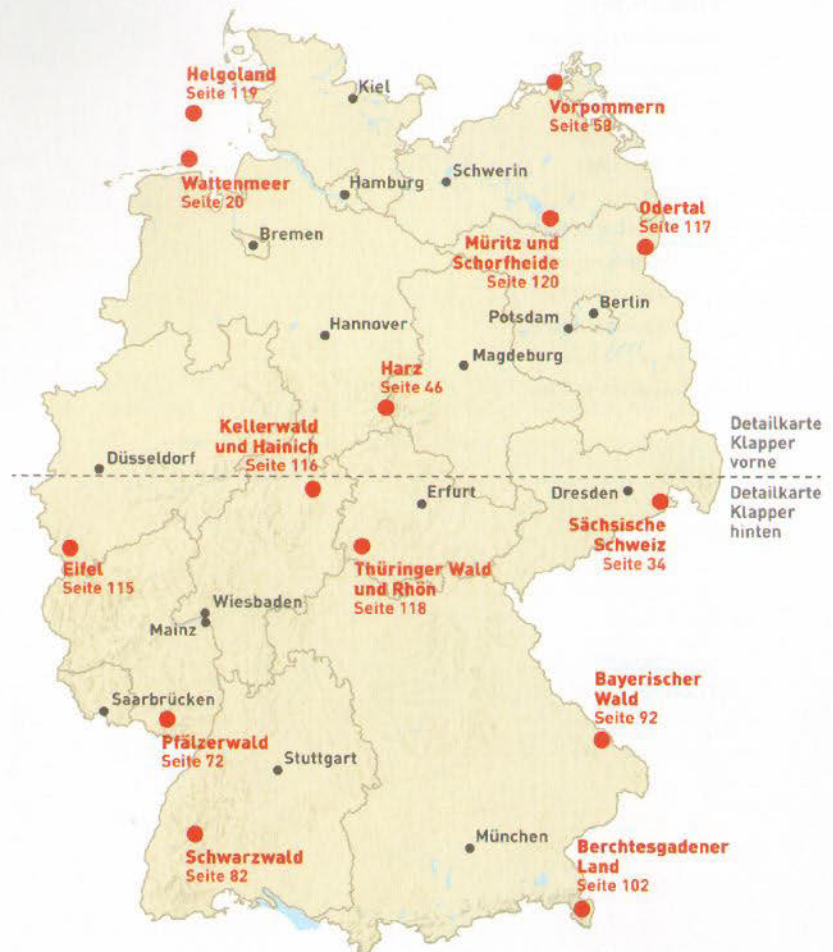 Helgoland
Seite 119
Kiel
Vorpommern
Seite 58
Wattenmeer
Seite 20
Hamburg
Schwerin
Odertal
Seite 117
Bremen
Müritz und
Schorfheide
Seite 120
Berlin
Potsdam
Hannover
Magdeburg
Harz
Seite 46
Kellerwald
und Hainich
Seite 116
Detailkarte
Klapper
vorne
Düsseldorf
Detailkarte
Klapper
hinten
Erfurt
Dresden
Sächsische
Schweiz
Seite 34
Eifel
Seite 115
Thüringer Wald
und Rhön
Seite 118
Wiesbaden
Mainz
Bayerischer
Wald
Seite 92
Saarbrücken
Pfälzerwald
Seite 72
Stuttgart
München
Schwarzwald
Seite 82
Berchtesgadener
Land
Seite 102